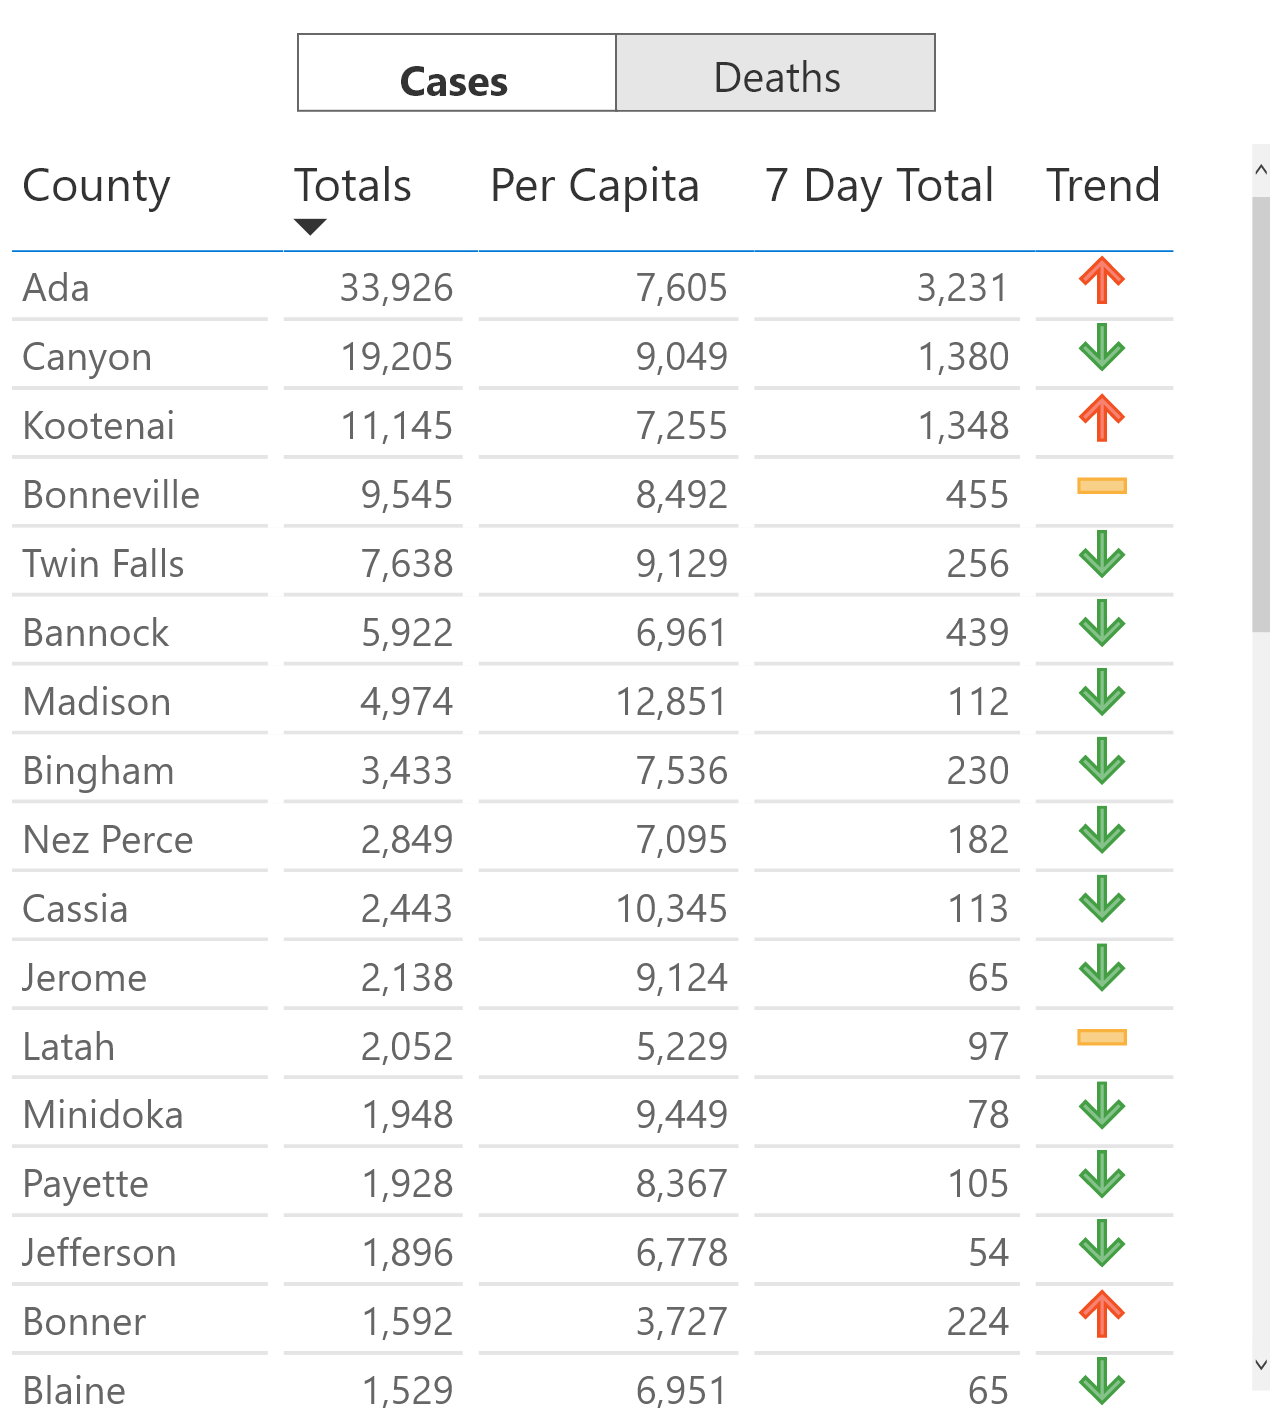 Cases Deaths
County Totals Per Capita 7 Day Total Trend
Ada 33,926 7,605 3,231
Canyon 19,205 9,049 1,380
Kootenai 11,145 7,255 1,348
Bonneville 9,545 8,492 455
Twin Falls 7,638 9,129 256
Bannock 5,922 6,961 439
Madison 4,974 12,851 112
Bingham 3,433 7,536 230
Nez Perce 2,849 7,095 182
Cassia 2,443 10,345 113
Jerome 2,138 9,124 65
Latah 2,052 5,229 97
Minidoka 1,948 9,449 78
Payette 1,928 8,367 105
Jefferson 1,896 6,778 54
Bonner 1,592 3,727 224
Blaine 1,529 6,951 65